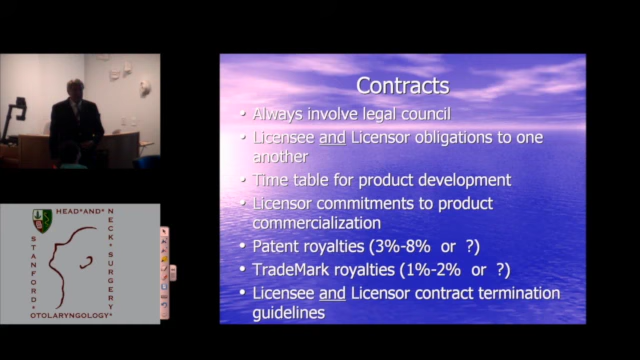 Contracts
• Always involve legal council
• Licensee and Licensor obligations to one
another
• Time table for product development
• Licensor commitments to product
commercialization
• Patent royalties (3%-8% or ?)
• TradeMark royalties (1%-2% or ?)
• Licensee and Licensor contract termination
guidelines
HEAD*AND*
NECK*SURGERY
STANFORD*
OTOLARYNGOLOGY*